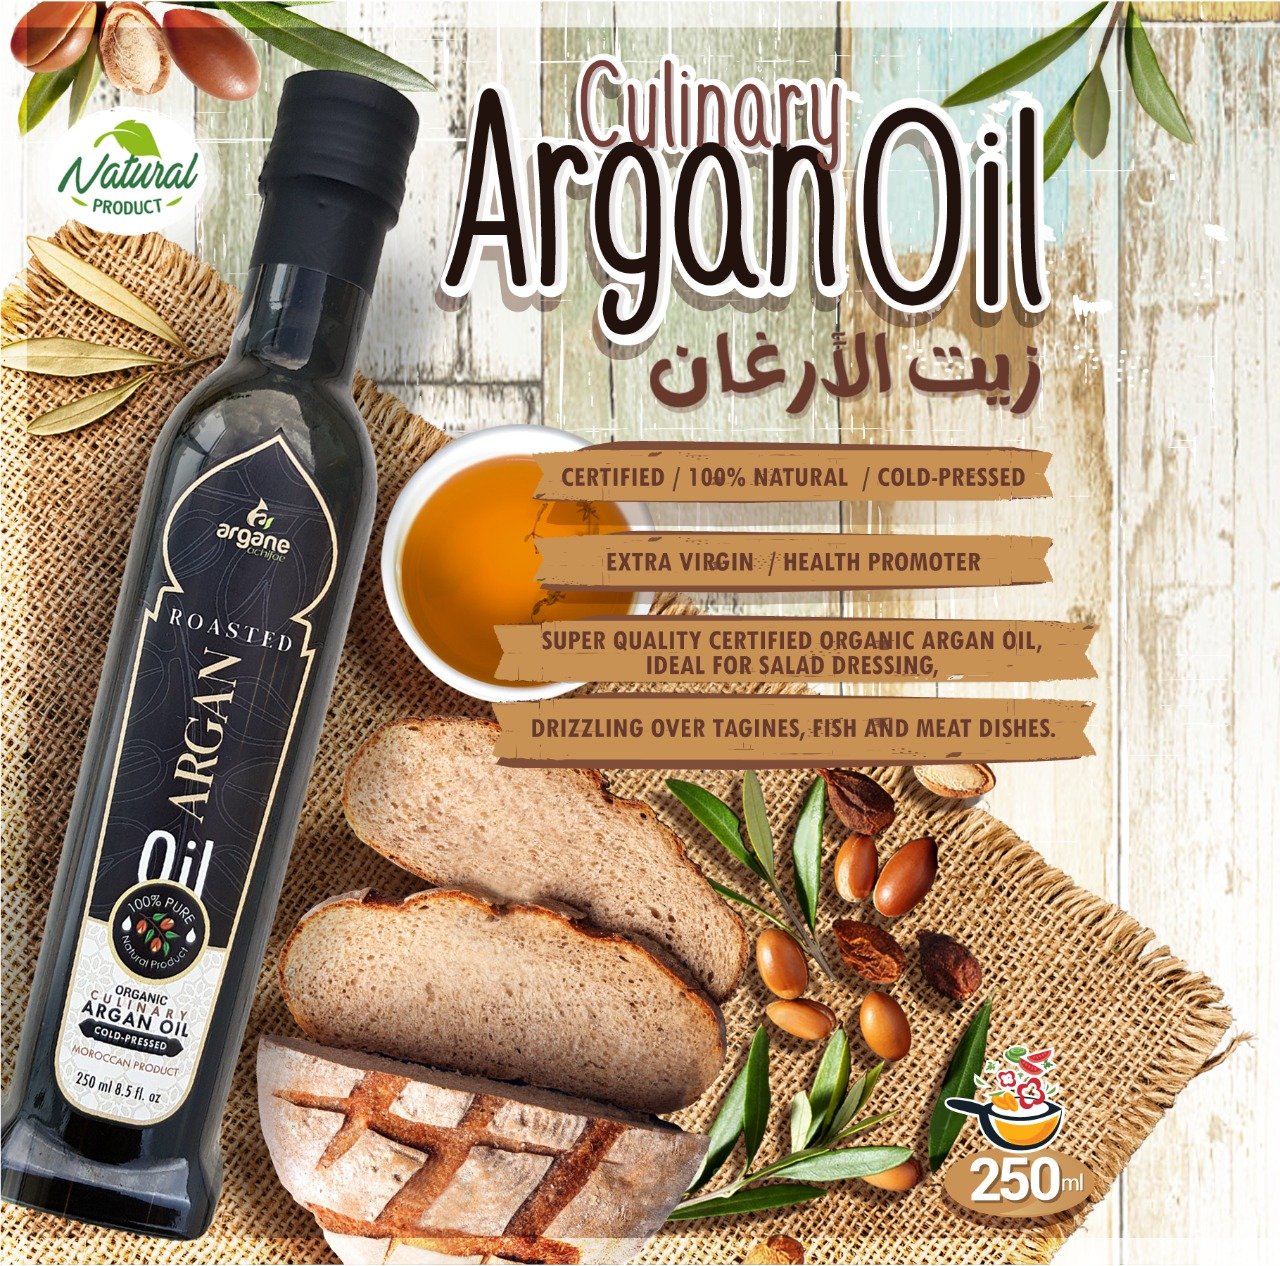 Natural
PRODUCT
Culinary
Argan Oil
زيت الأرغان
CERTIFIED / 100% NATURAL / COLD-PRESSED
EXTRA VIRGIN / HEALTH PROMOTER
SUPER QUALITY CERTIFIED ORGANIC ARGAN OIL,
IDEAL FOR SALAD DRESSING,
DRIZZLING OVER TAGINES, FISH AND MEAT DISHES.
argane
achifae
ROASTED
ARGAN
Oil
100% PURE
Natural Product
ORGANIC
CULINARY
ARGAN OIL
COLD-PRESSED
MOROCCAN PRODUCT
250 ml 8.5 fl. oz
250ml